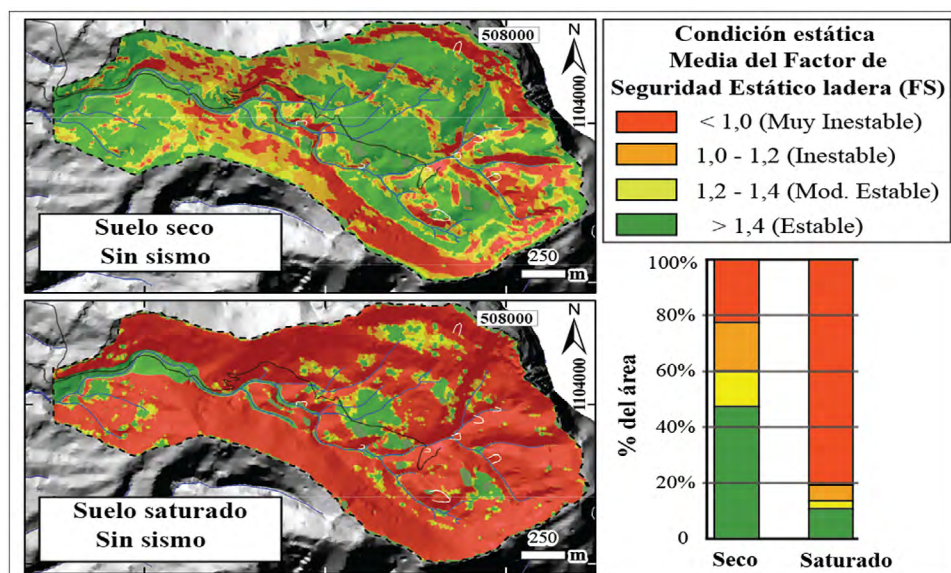 508000
N
1104000
Suelo seco
Sin sismo
250
m
508000
N
1104000
Suelo saturado
Sin sismo
250
m
Condición estática
Media del Factor de
Seguridad Estático ladera (FS)
< 1,0 (Muy Inestable)
1,0 - 1,2 (Inestable)
1,2 - 1,4 (Mod. Estable)
> 1,4 (Estable)
100%
80%
60%
40%
20%
0
% del área
Seco
Saturado